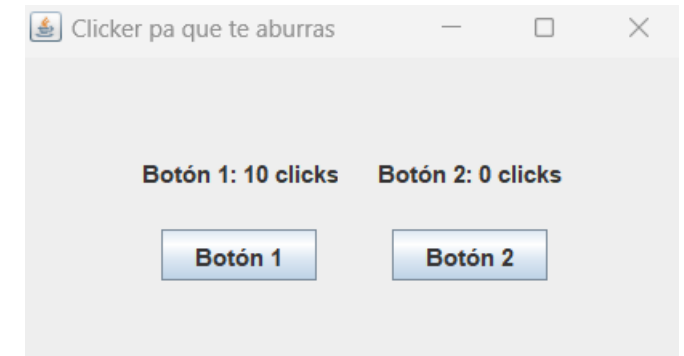 Clicker pa que te aburras
Botón 1: 10 clicks Botón 2: 0 clicks
Botón 1 Botón 2